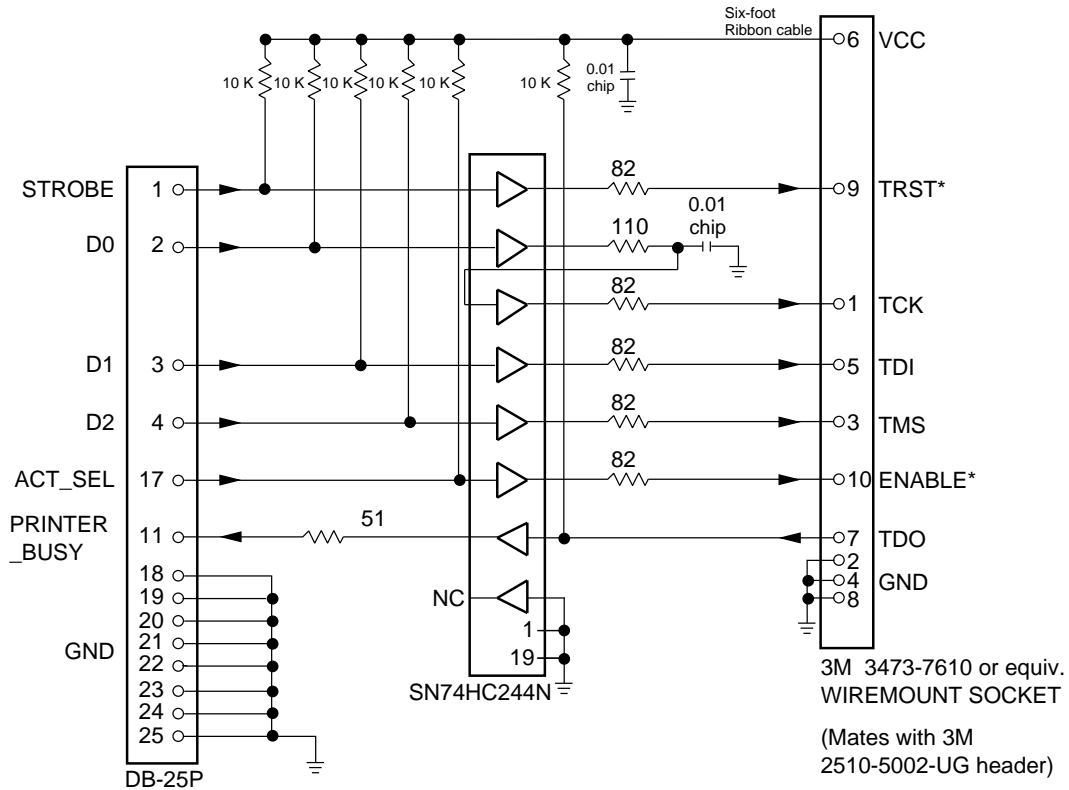 Six-foot
Ribbon cable
6 VCC
10 K 10 K 10 K 10 K 10 K 10 K
0.01
chip
STROBE 1 82 9 TRST*
D0 2 110
0.01
chip
82 1 TCK
D1 3 82 5 TDI
D2 4 82 3 TMS
ACT_SEL 17 82 10 ENABLE*
PRINTER
_BUSY
11 51 7 TDO
2
4
8
GND
18
19
20
21
22
23
24
25
GND
NC
1
19
SN74HC244N
DB-25P
3M 3473-7610 or equiv.
WIREMOUNT SOCKET
(Mates with 3M
2510-5002-UG header)